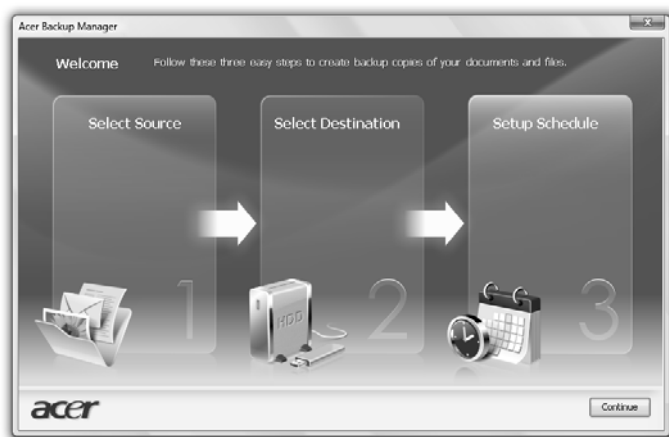 Acer Backup Manager
Welcome Follow these three easy steps to create backup copies of your documents and files.
Select Source
Select Destination
Setup Schedule
HDD
1
2
3
acer
Continue